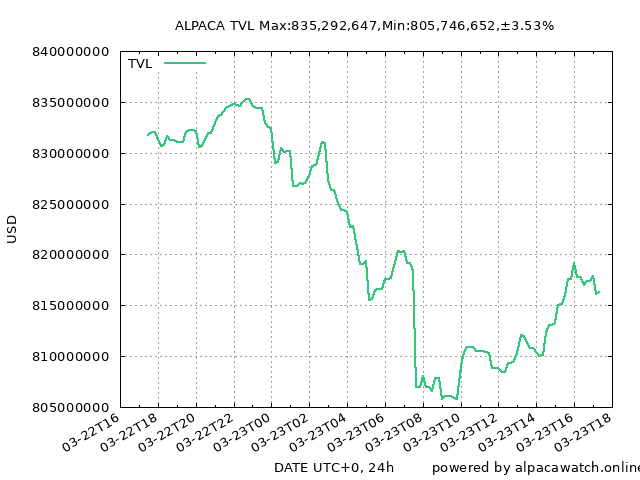 ALPACA TVL Max:835,292,647,Min:805,746,652,±3.53%
840000000
TVL
835000000
830000000
825000000
USD
820000000
815000000
810000000
805000000
03-22T16 03-22T18 03-22T20 03-22T22 03-23T00 03-23T02 03-23T04 03-23T06 03-23T08 03-23T10 03-23T12 03-23T14 03-23T16 03-23T18
DATE UTC+0, 24h powered by alpacawatch.online